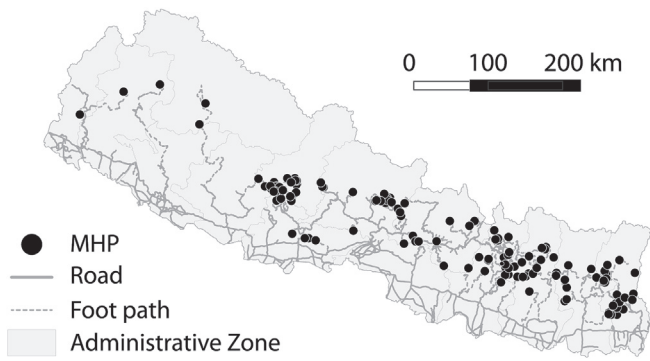 0 100 200 km
MHP
Road
Foot path
Administrative Zone